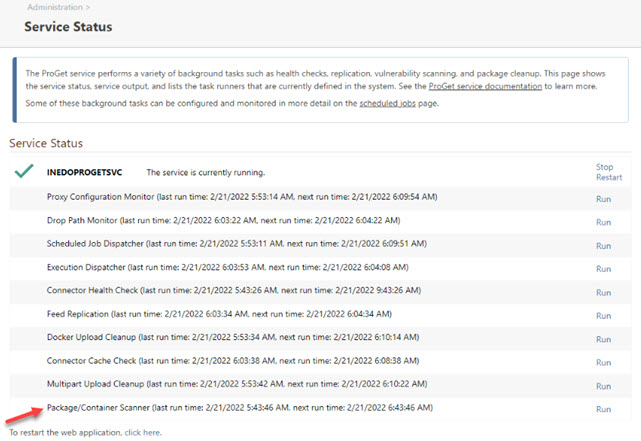 Administration >
Service Status
The ProGet service performs a variety of background tasks such as health checks, replication, vulnerability scanning, and package cleanup. This page shows
the service status, service output, and lists the task runners that are currently defined in the system. See the ProGet service documentation to learn more.
Some of these background tasks can be configured and monitored in more detail on the scheduled jobs page.
Service Status
INEDOPROGETSVC The service is currently running. Stop
Restart
Proxy Configuration Monitor (last run time: 2/21/2022 5:53:14 AM, next run time: 2/21/2022 6:09:54 AM) Run
Drop Path Monitor (last run time: 2/21/2022 6:03:22 AM, next run time: 2/21/2022 6:04:22 AM) Run
Scheduled Job Dispatcher (last run time: 2/21/2022 5:53:11 AM, next run time: 2/21/2022 6:09:51 AM) Run
Execution Dispatcher (last run time: 2/21/2022 6:03:53 AM, next run time: 2/21/2022 6:04:08 AM) Run
Connector Health Check (last run time: 2/21/2022 5:43:26 AM, next run time: 2/21/2022 9:43:26 AM) Run
Feed Replication (last run time: 2/21/2022 6:03:34 AM, next run time: 2/21/2022 6:04:34 AM) Run
Docker Upload Cleanup (last run time: 2/21/2022 5:53:34 AM, next run time: 2/21/2022 6:10:14 AM) Run
Connector Cache Check (last run time: 2/21/2022 6:03:38 AM, next run time: 2/21/2022 6:08:38 AM) Run
Multipart Upload Cleanup (last run time: 2/21/2022 5:53:42 AM, next run time: 2/21/2022 6:10:22 AM) Run
Package/Container Scanner (last run time: 2/21/2022 5:43:46 AM, next run time: 2/21/2022 6:43:46 AM) Run
To restart the web application, click here.